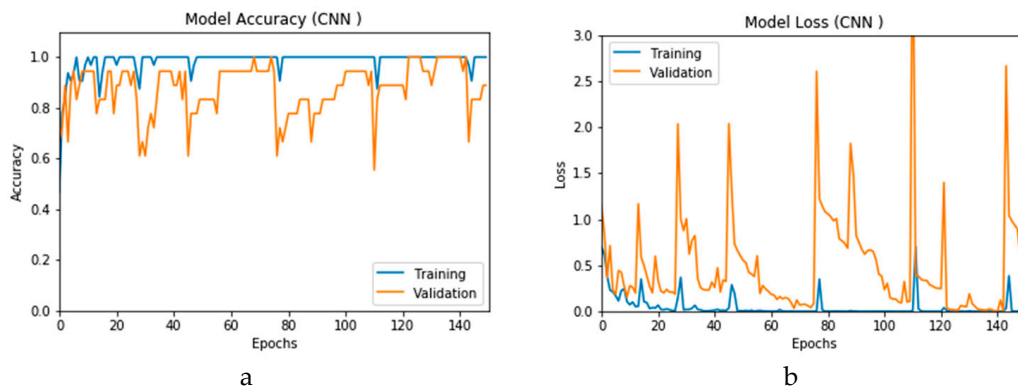 Model Accuracy (CNN )
1.0
0.8
0.6
0.4
0.2
0.0
Accuracy
Training
Validation
0 20 40 60 80 100 120 140
Epochs
a
Model Loss (CNN )
3.0
2.5
2.0
1.5
1.0
0.5
0.0
Loss
Training
Validation
0 20 40 60 80 100 120 140
Epochs
b